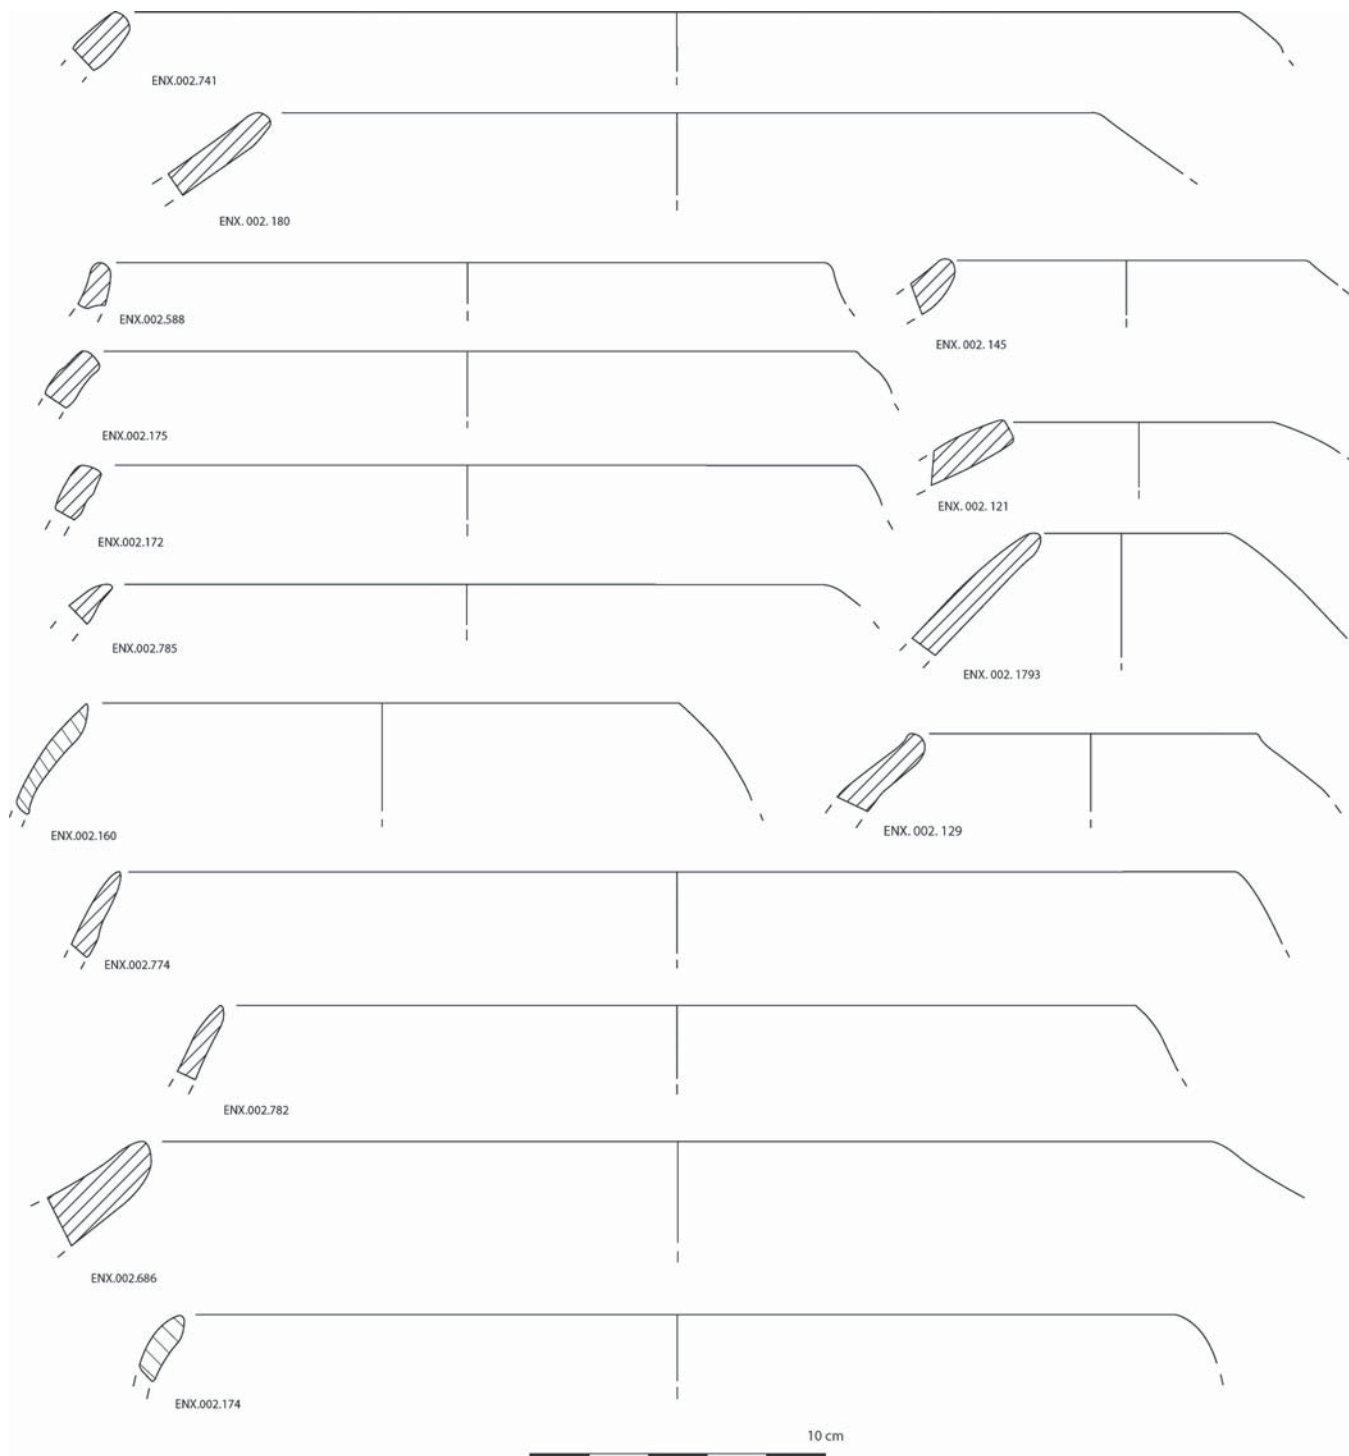 ENX.002.741
ENX. 002. 180
ENX.002.588
ENX. 002. 145
ENX.002.175
ENX. 002. 121
ENX.002.172
ENX.002.785
ENX. 002. 1793
ENX.002.160
ENX. 002. 129
ENX.002.774
ENX.002.782
ENX.002.686
ENX.002.174
10 cm